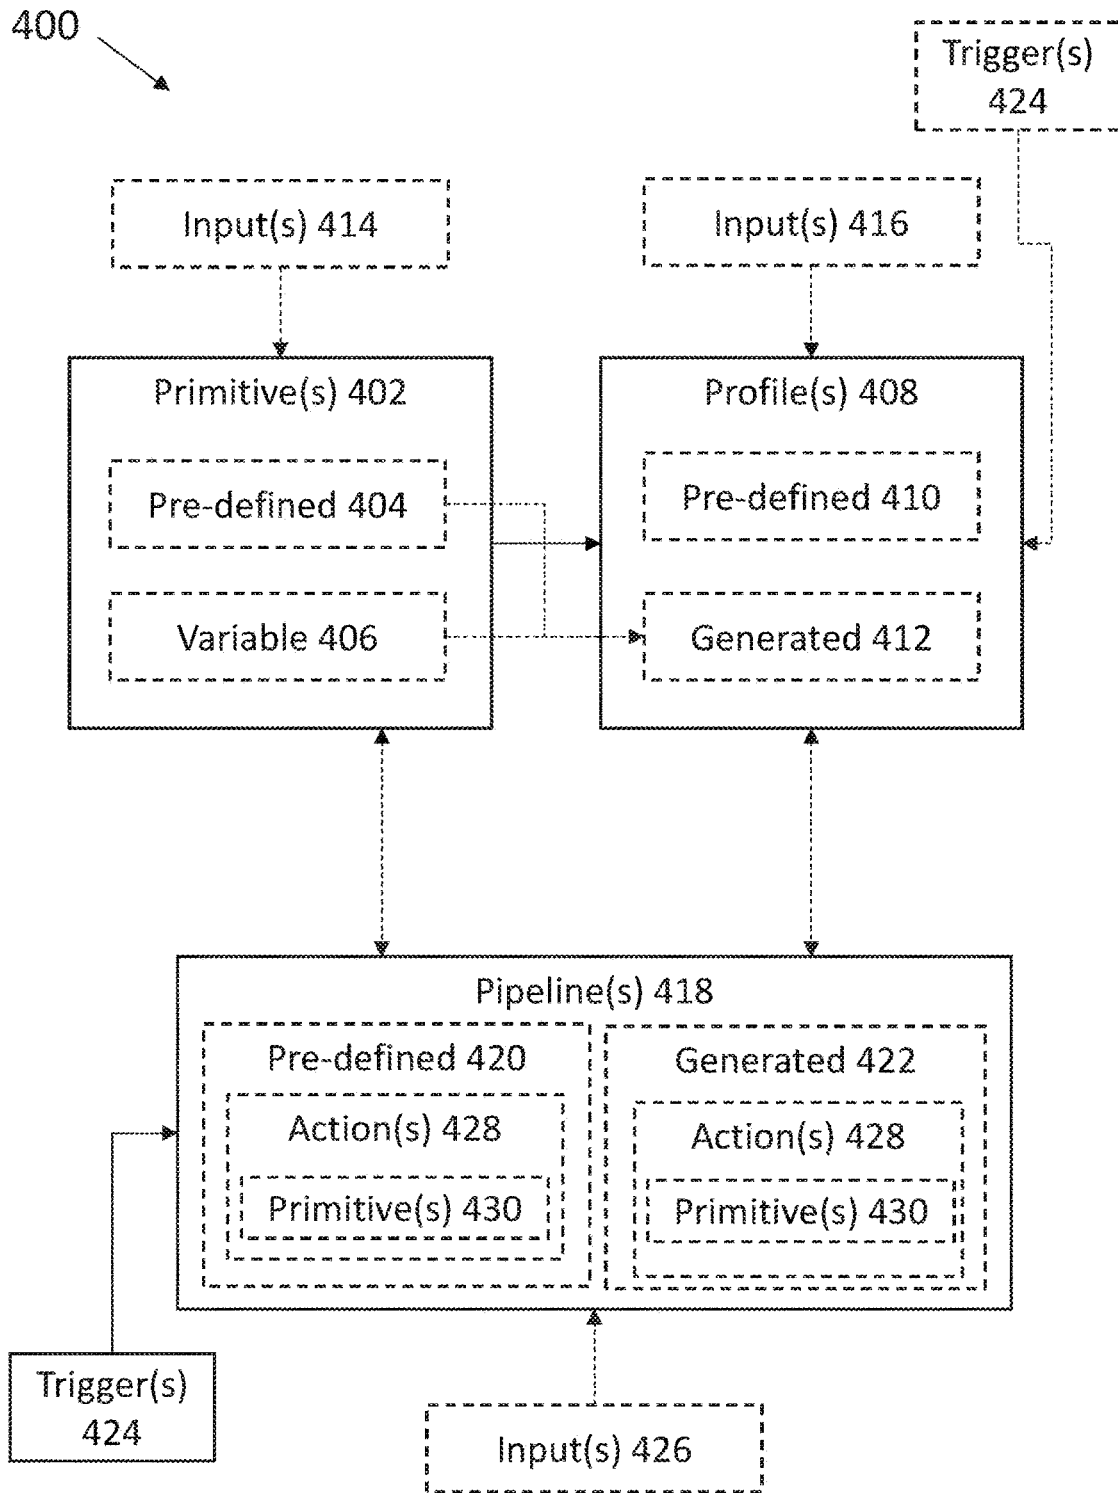 400
Trigger(s)
424
Input(s) 414
Input(s) 416
Primitive(s) 402
Profile(s) 408
Pre-defined 404
Pre-defined 410
Variable 406
Generated 412
Pipeline(s) 418
Pre-defined 420
Generated 422
Action(s) 428
Action(s) 428
Primitive(s) 430
Primitive(s) 430
Trigger(s)
424
Input(s) 426